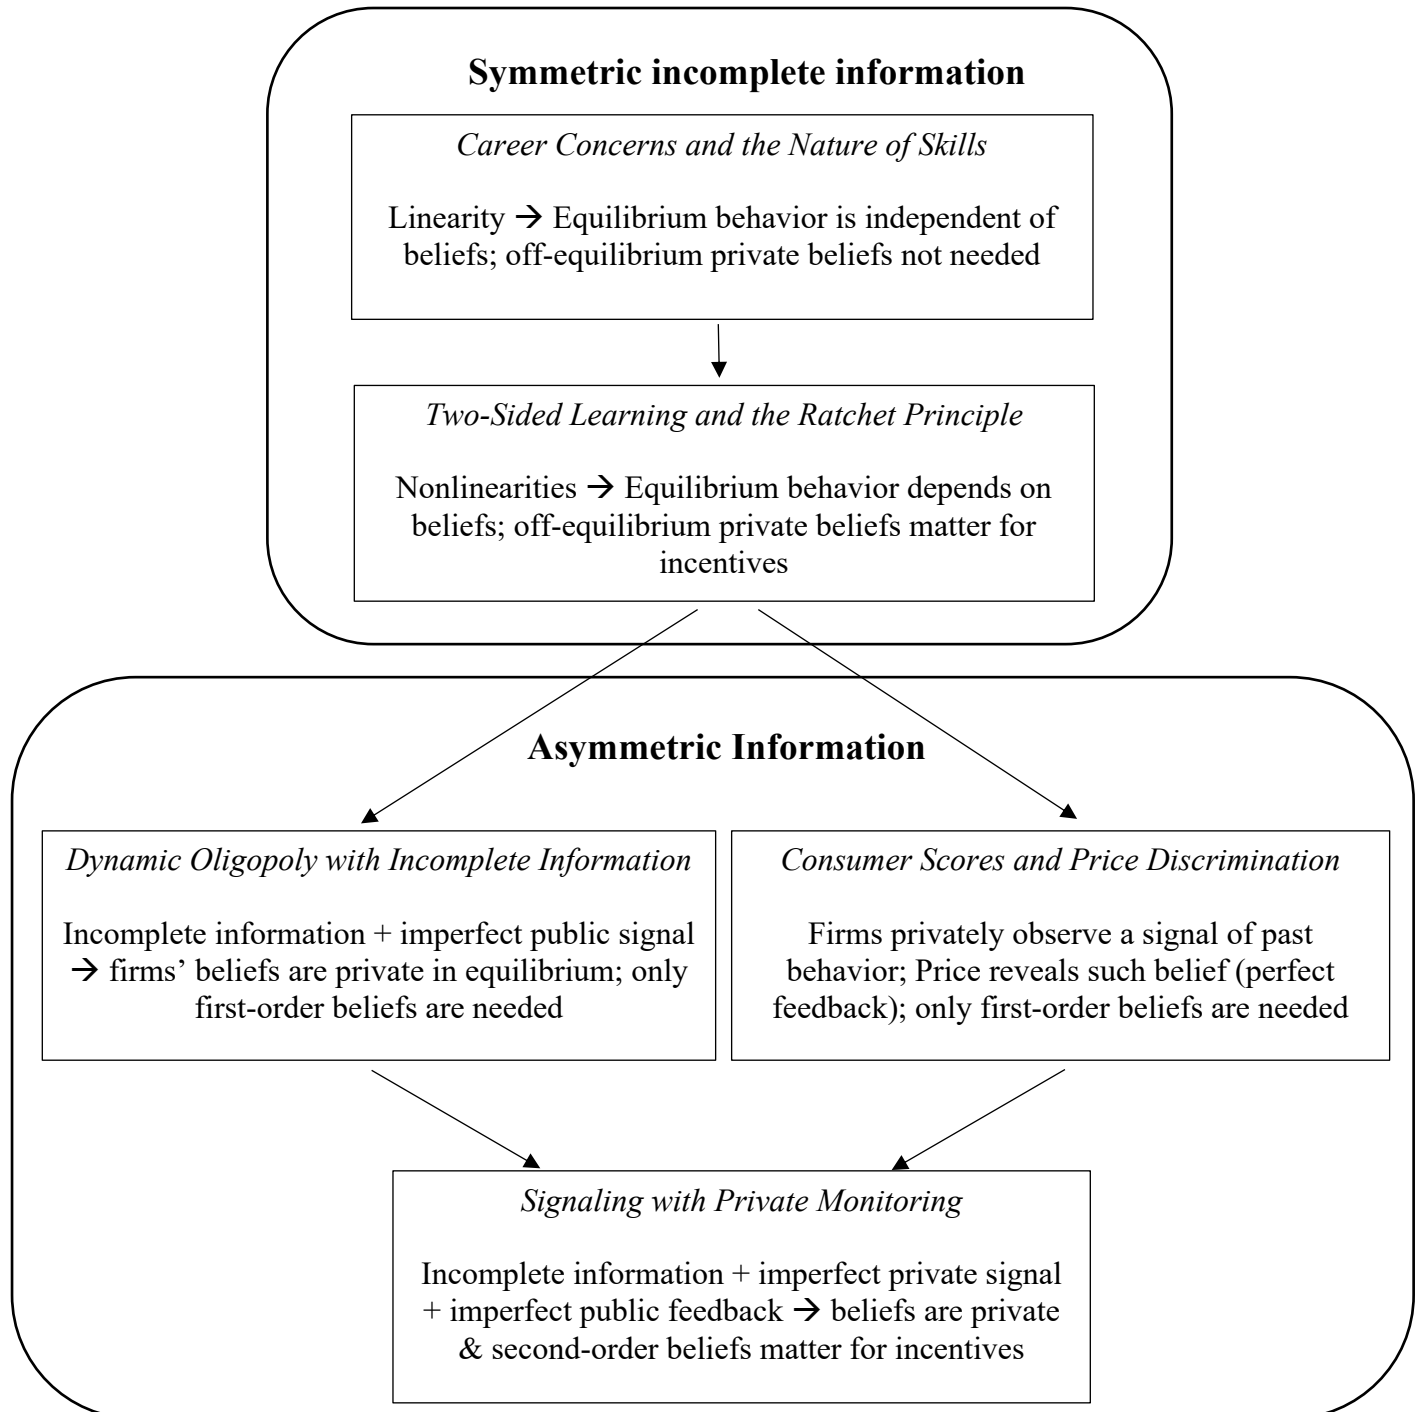 Symmetric incomplete information
Career Concerns and the Nature of Skills
Linearity → Equilibrium behavior is independent of
beliefs; off-equilibrium private beliefs not needed
Two-Sided Learning and the Ratchet Principle
Nonlinearities → Equilibrium behavior depends on
beliefs; off-equilibrium private beliefs matter for
incentives
Asymmetric Information
Dynamic Oligopoly with Incomplete Information
Incomplete information + imperfect public signal
→ firms’ beliefs are private in equilibrium; only
first-order beliefs are needed
Consumer Scores and Price Discrimination
Firms privately observe a signal of past
behavior; Price reveals such belief (perfect
feedback); only first-order beliefs are needed
Signaling with Private Monitoring
Incomplete information + imperfect private signal
+ imperfect public feedback → beliefs are private
& second-order beliefs matter for incentives